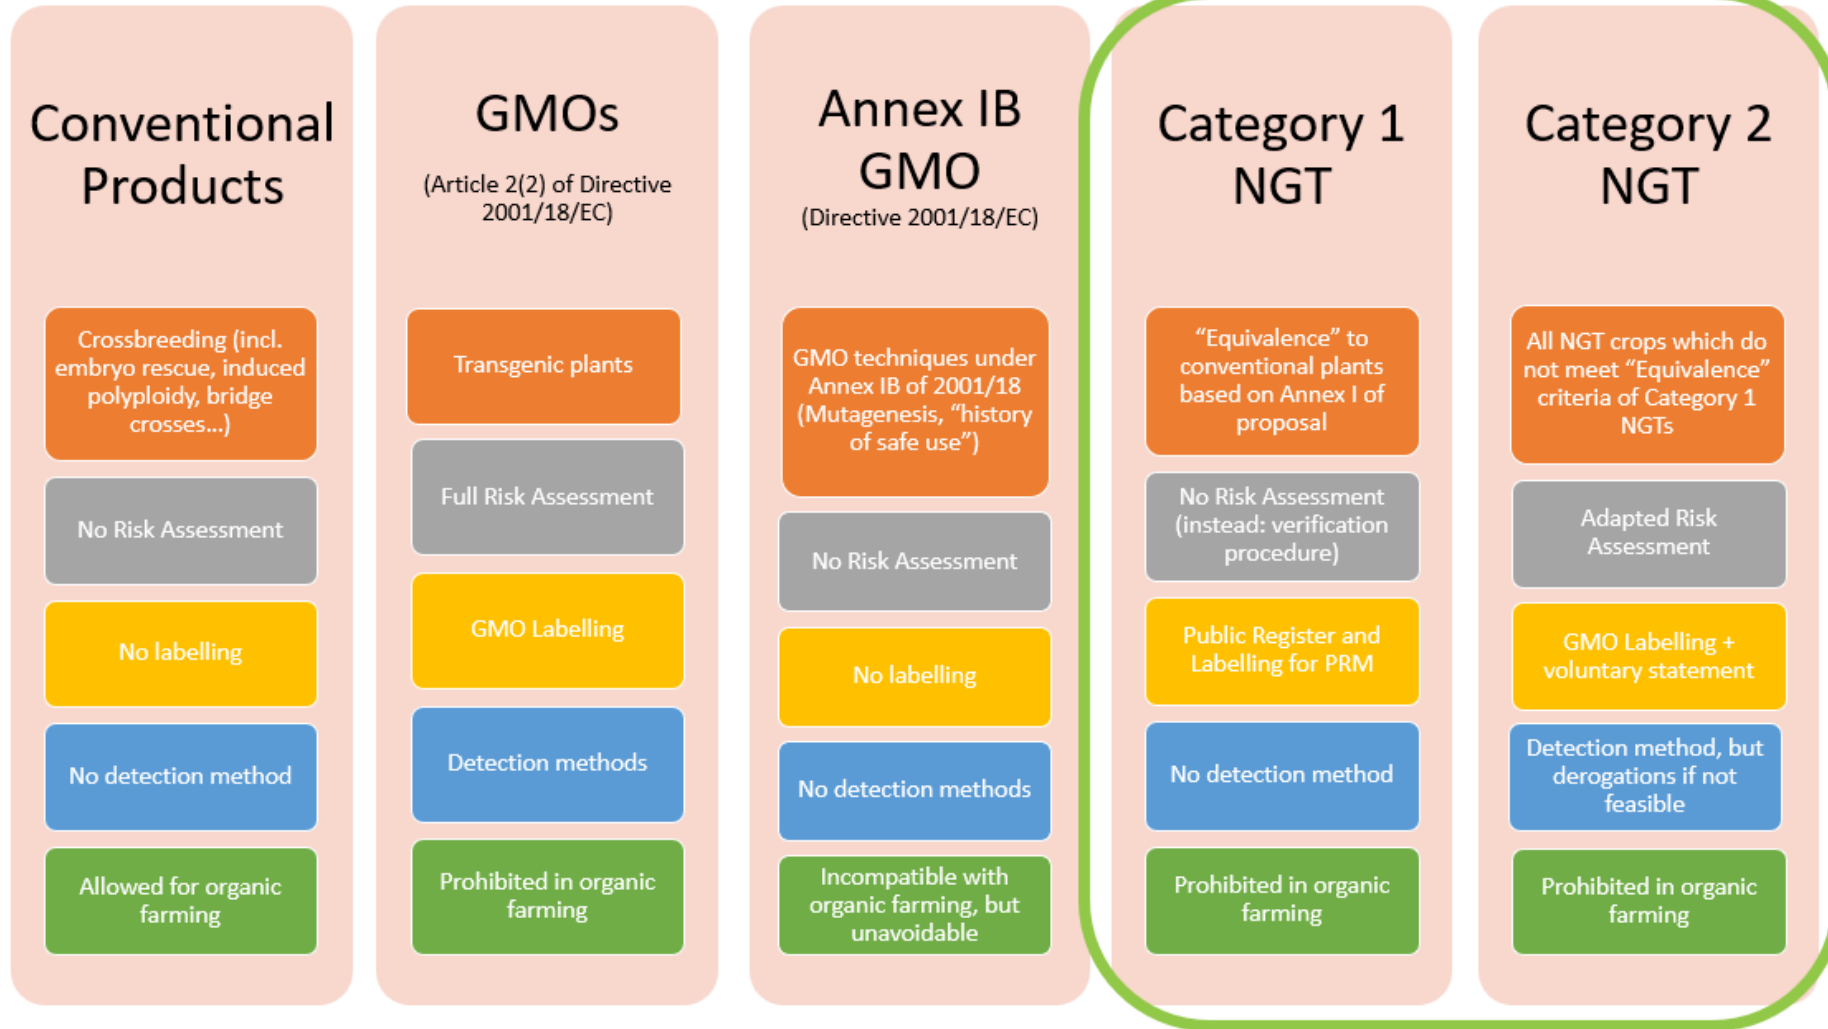 Conventional
Products
Crossbreeding (incl.
embryo rescue, induced
polyploidy, bridge
crosses...)
No Risk Assessment
No labelling
No detection method
Allowed for organic
farming
GMOs
(Article 2(2) of Directive
2001/18/EC)
Transgenic plants
Full Risk Assessment
GMO Labelling
Detection methods
Prohibited in organic
farming
Annex IB
GMO
(Directive 2001/18/EC)
GMO techniques under
Annex IB of 2001/18
(Mutagenesis, “history
of safe use”)
No Risk Assessment
No labelling
No detection methods
Incompatible with
organic farming, but
unavoidable
Category 1
NGT
“Equivalence” to
conventional plants
based on Annex I of
proposal
No Risk Assessment
(instead: verification
procedure)
Public Register and
Labelling for PRM
No detection method
Prohibited in organic
farming
Category 2
NGT
All NGT crops which do
not meet “Equivalence”
criteria of Category 1
NGTs
Adapted Risk
Assessment
GMO Labelling +
voluntary statement
Detection method, but
derogations if not
feasible
Prohibited in organic
farming